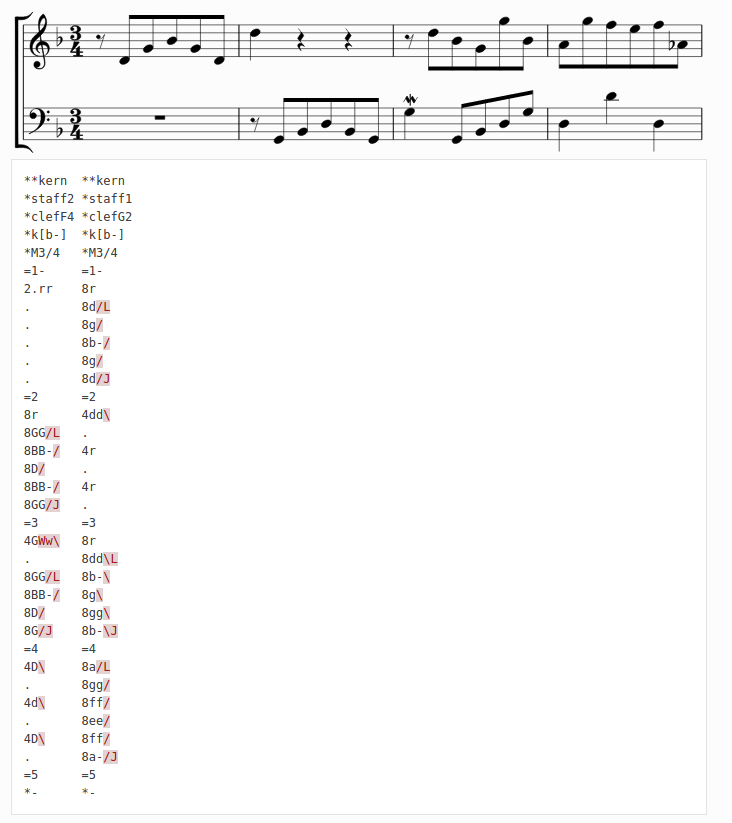 3
4
3
4
**kern **kern
*staff2 *staff1
*clefF4 *clefG2
*k[b-] *k[b-]
*M3/4 *M3/4
=1- =1-
2.rr 8r
. 8d/L
. 8g/
. 8b-/
. 8g/
. 8d/J
=2 =2
8r 4dd\
8GG/L .
8BB-/ 4r
8D/ .
8BB-/ 4r
8GG/J .
=3 =3
4GWw\ 8r
. 8dd\L
8GG/L 8b-\
8BB-/ 8g\
8D/ 8gg\
8G/J 8b-\J
=4 =4
4D\ 8a/L
. 8gg/
4d\ 8ff/
. 8ee/
4D\ 8ff/
. 8a-/J
=5 =5
*- *-